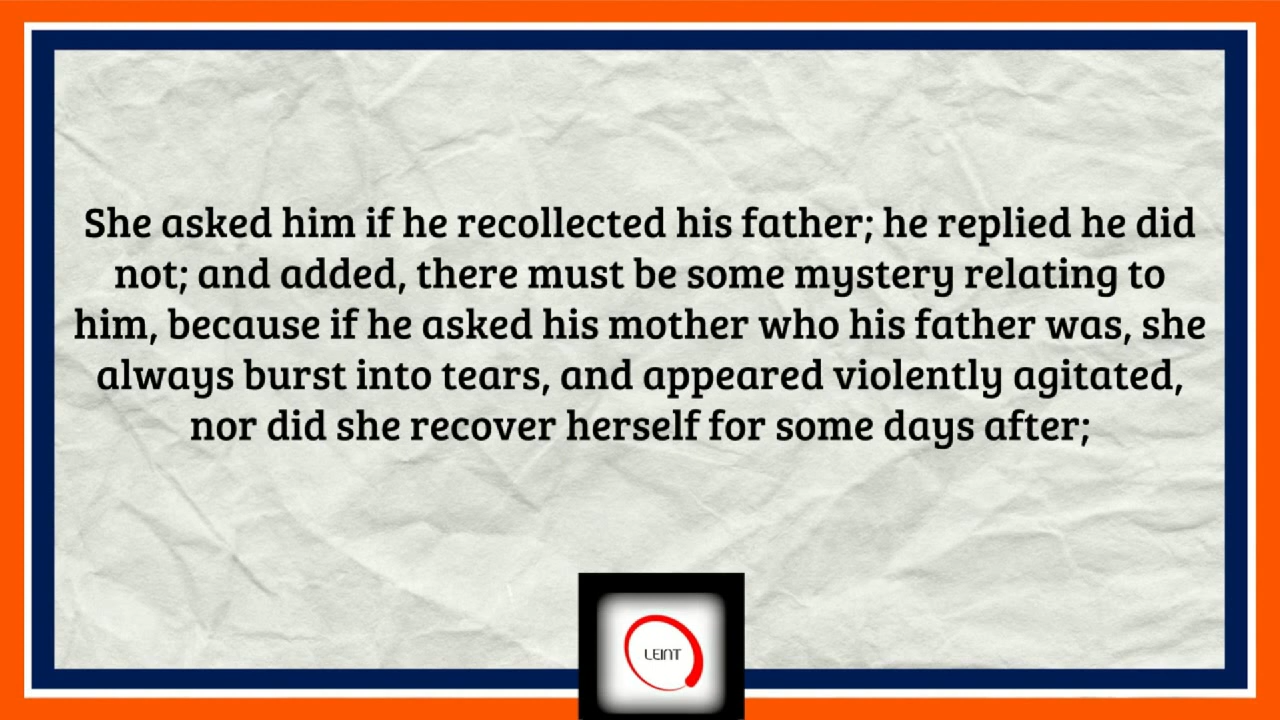 She asked him if he recollected his father; he replied he did
not; and added, there must be some mystery relating to
him, because if he asked his mother who his father was, she
always burst into tears, and appeared violently agitated,
nor did she recover herself for some days after;
LEINT